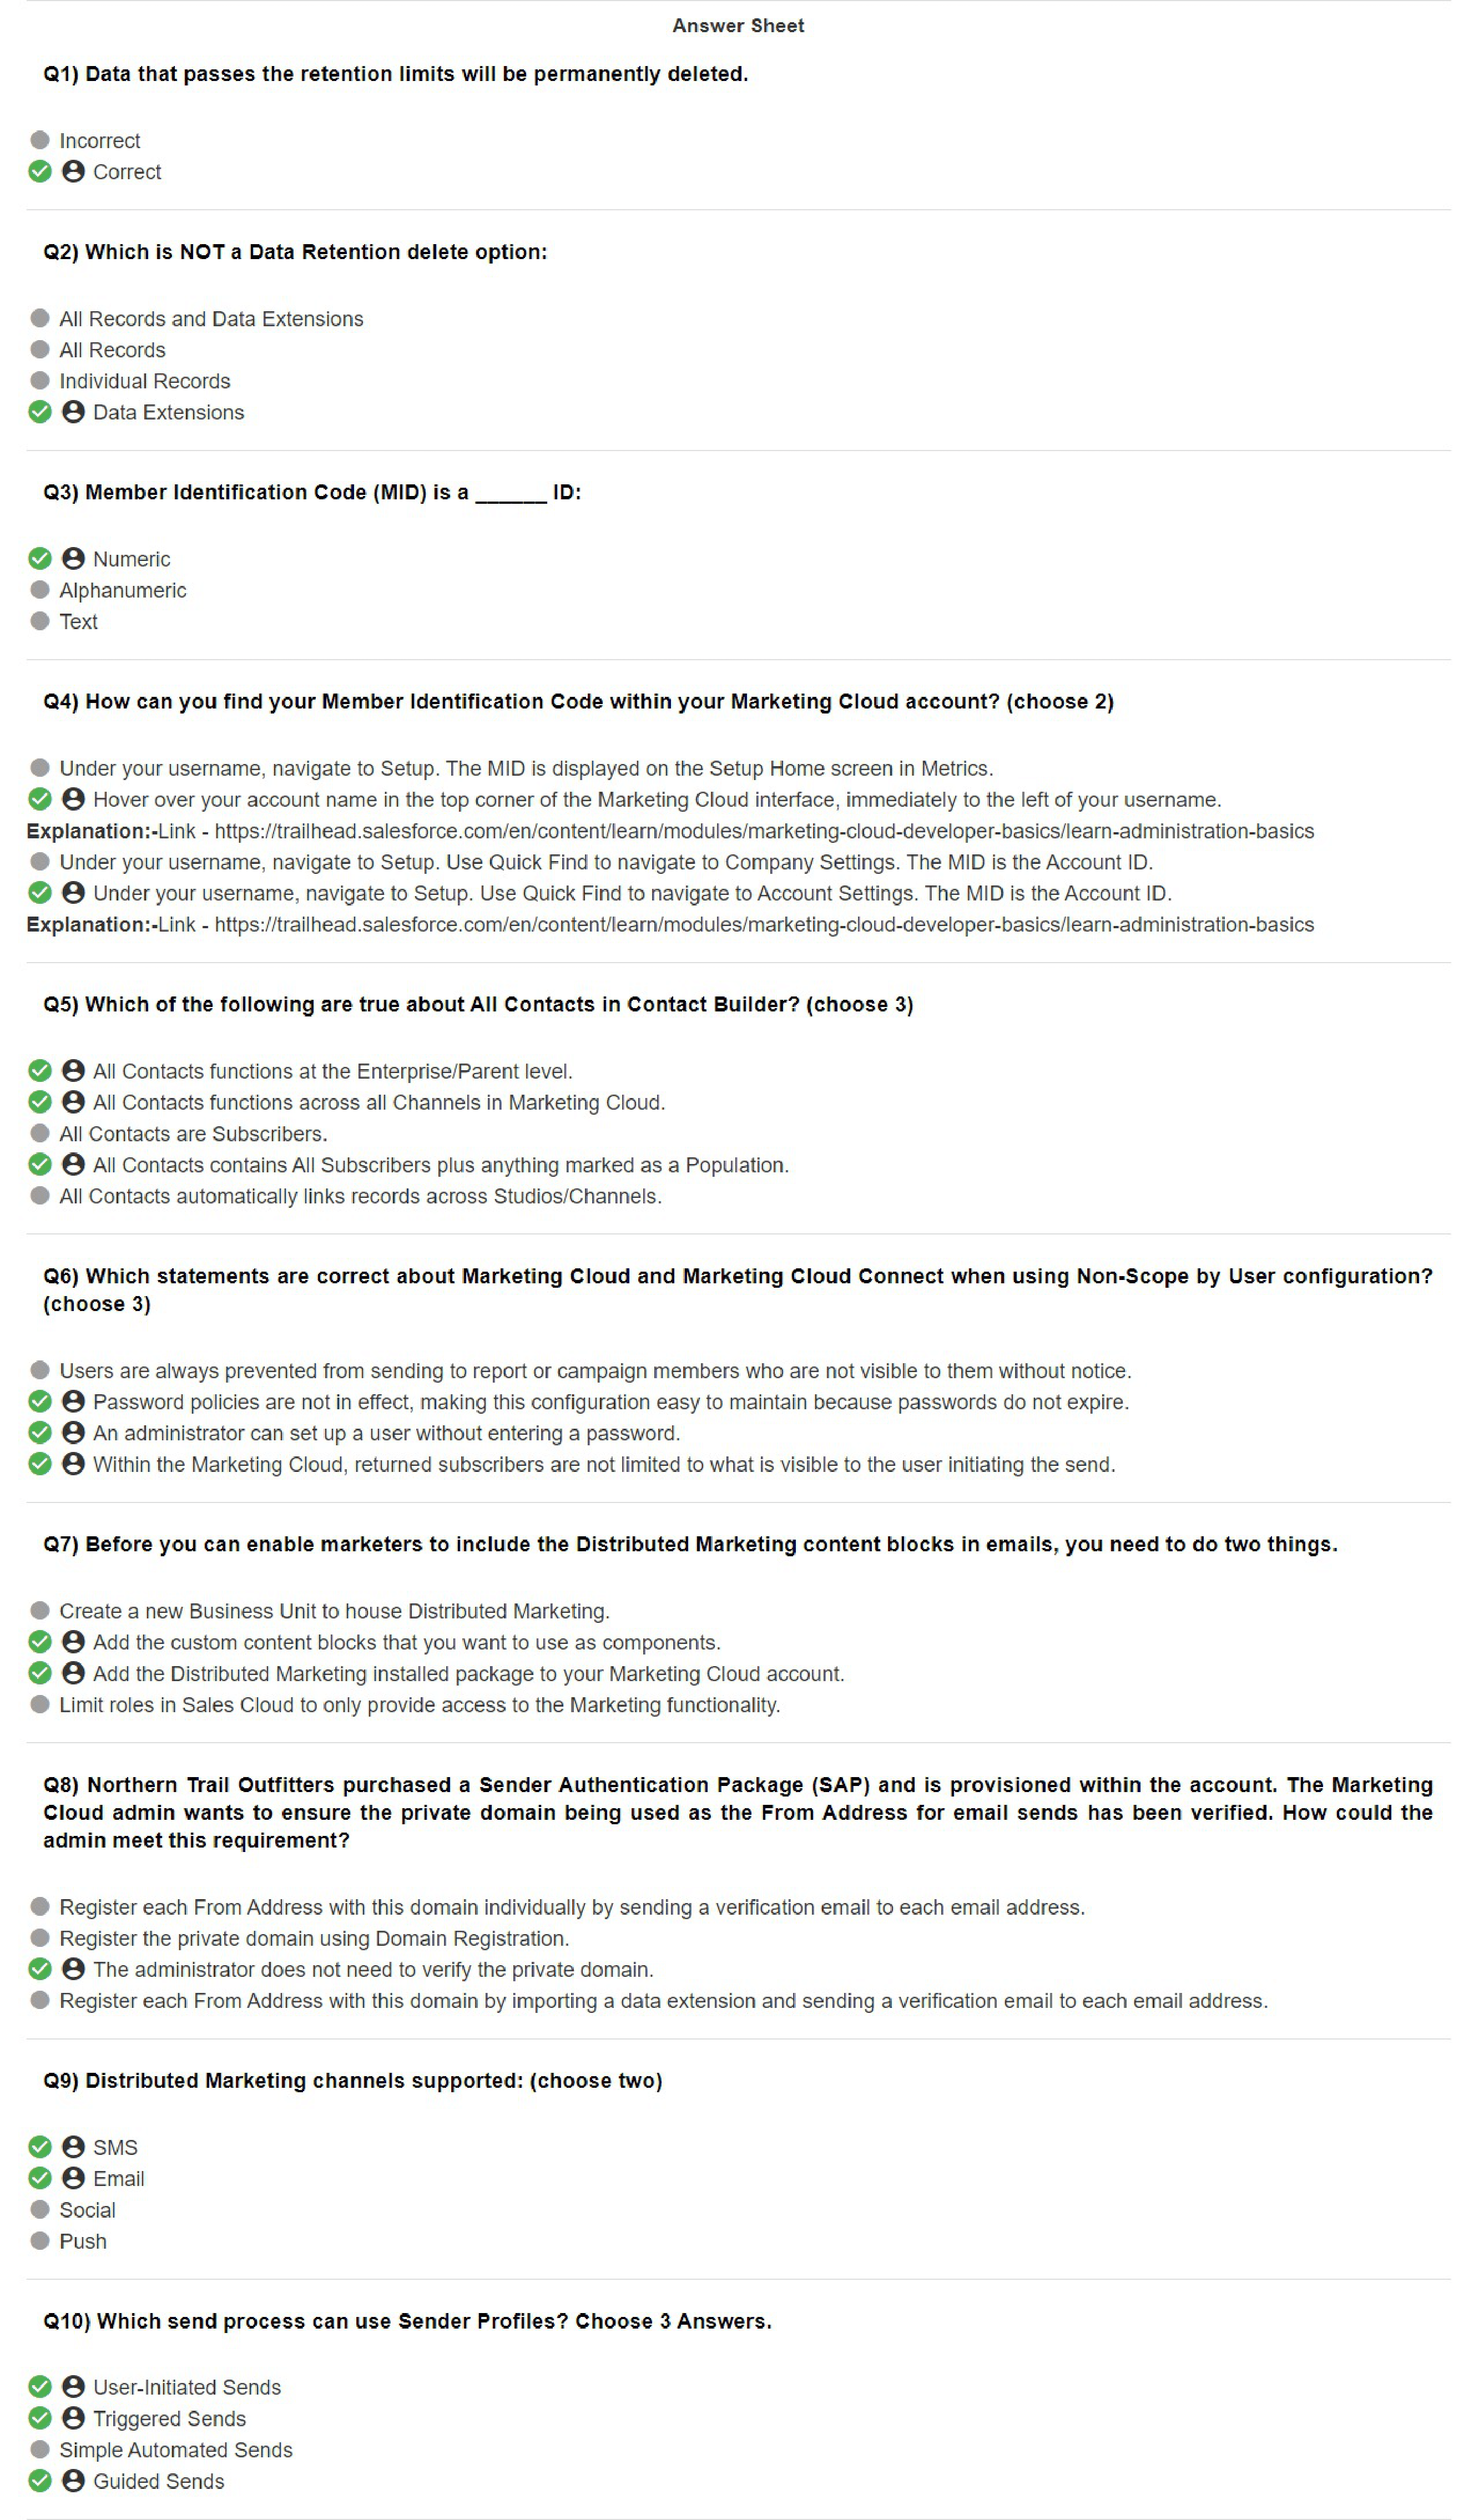 Answer Sheet
Q1) Data that passes the retention limits will be permanently deleted.
Incorrect
Correct
Q2) Which is NOT a Data Retention delete option:
All Records and Data Extensions
All Records
Individual Records
Data Extensions
Q3) Member Identification Code (MID) is a ______ ID:
Numeric
Alphanumeric
Text
Q4) How can you find your Member Identification Code within your Marketing Cloud account? (choose 2)
Under your username, navigate to Setup. The MID is displayed on the Setup Home screen in Metrics.
Hover over your account name in the top corner of the Marketing Cloud interface, immediately to the left of your username.
Explanation:-Link - https://trailhead.salesforce.com/en/content/learn/modules/marketing-cloud-developer-basics/learn-administration-basics
Under your username, navigate to Setup. Use Quick Find to navigate to Company Settings. The MID is the Account ID.
Under your username, navigate to Setup. Use Quick Find to navigate to Account Settings. The MID is the Account ID.
Explanation:-Link - https://trailhead.salesforce.com/en/content/learn/modules/marketing-cloud-developer-basics/learn-administration-basics
Q5) Which of the following are true about All Contacts in Contact Builder? (choose 3)
All Contacts functions at the Enterprise/Parent level.
All Contacts functions across all Channels in Marketing Cloud.
All Contacts are Subscribers.
All Contacts contains All Subscribers plus anything marked as a Population.
All Contacts automatically links records across Studios/Channels.
Q6) Which statements are correct about Marketing Cloud and Marketing Cloud Connect when using Non-Scope by User configuration?
(choose 3)
Users are always prevented from sending to report or campaign members who are not visible to them without notice.
Password policies are not in effect, making this configuration easy to maintain because passwords do not expire.
An administrator can set up a user without entering a password.
Within the Marketing Cloud, returned subscribers are not limited to what is visible to the user initiating the send.
Q7) Before you can enable marketers to include the Distributed Marketing content blocks in emails, you need to do two things.
Create a new Business Unit to house Distributed Marketing.
Add the custom content blocks that you want to use as components.
Add the Distributed Marketing installed package to your Marketing Cloud account.
Limit roles in Sales Cloud to only provide access to the Marketing functionality.
Q8) Northern Trail Outfitters purchased a Sender Authentication Package (SAP) and is provisioned within the account. The Marketing
Cloud admin wants to ensure the private domain being used as the From Address for email sends has been verified. How could the
admin meet this requirement?
Register each From Address with this domain individually by sending a verification email to each email address.
Register the private domain using Domain Registration.
The administrator does not need to verify the private domain.
Register each From Address with this domain by importing a data extension and sending a verification email to each email address.
Q9) Distributed Marketing channels supported: (choose two)
SMS
Email
Social
Push
Q10) Which send process can use Sender Profiles? Choose 3 Answers.
User-Initiated Sends
Triggered Sends
Simple Automated Sends
Guided Sends